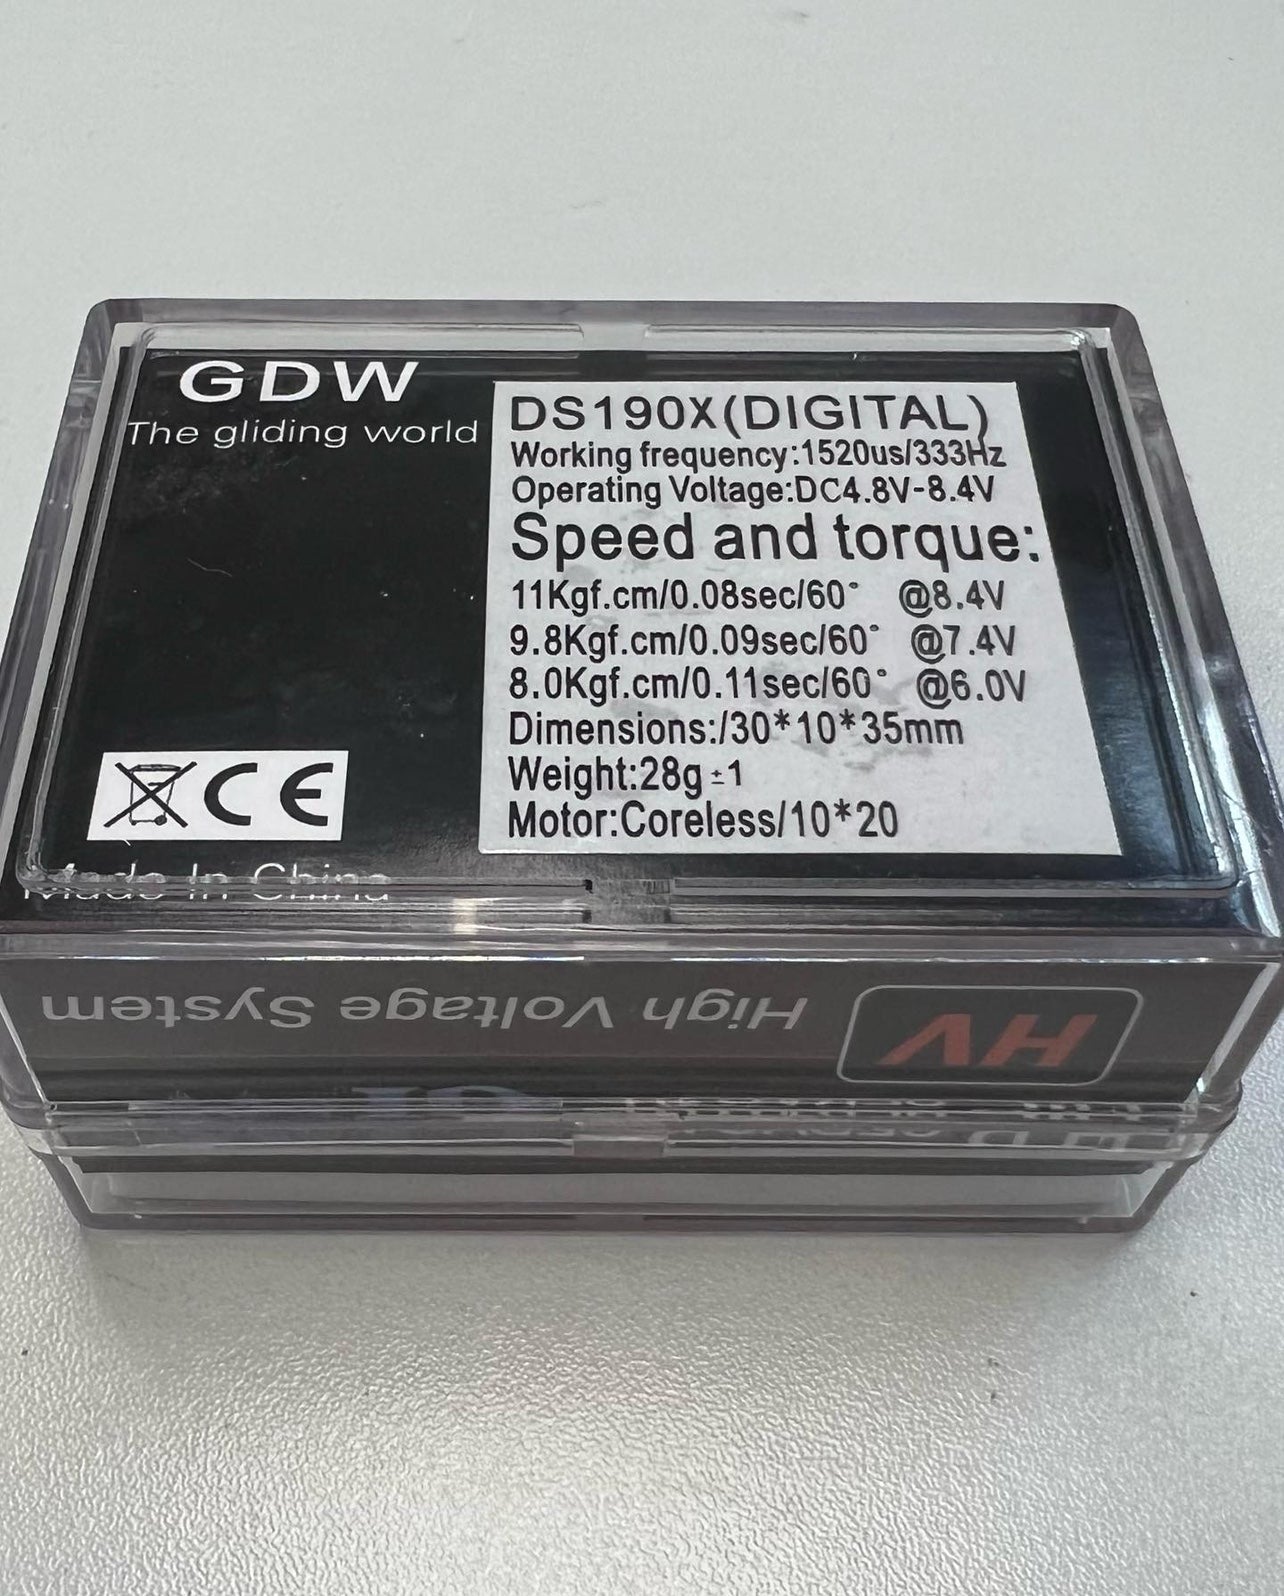 GDW
The gliding world
DS190X(DIGITAL)
Working frequency:1520us/333Hz
Operating Voltage:DC4.8V-8.4V
Speed and torque:
11Kgf.cm/0.08sec/60° @8.4V
9.8Kgf.cm/0.09sec/60° @7.4V
8.0Kgf.cm/0.11sec/60° @6.0V
Dimensions:/30*10*35mm
Weight:28g±1
Motor:Coreless/10*20
CE
Made In China
HV High Voltage System